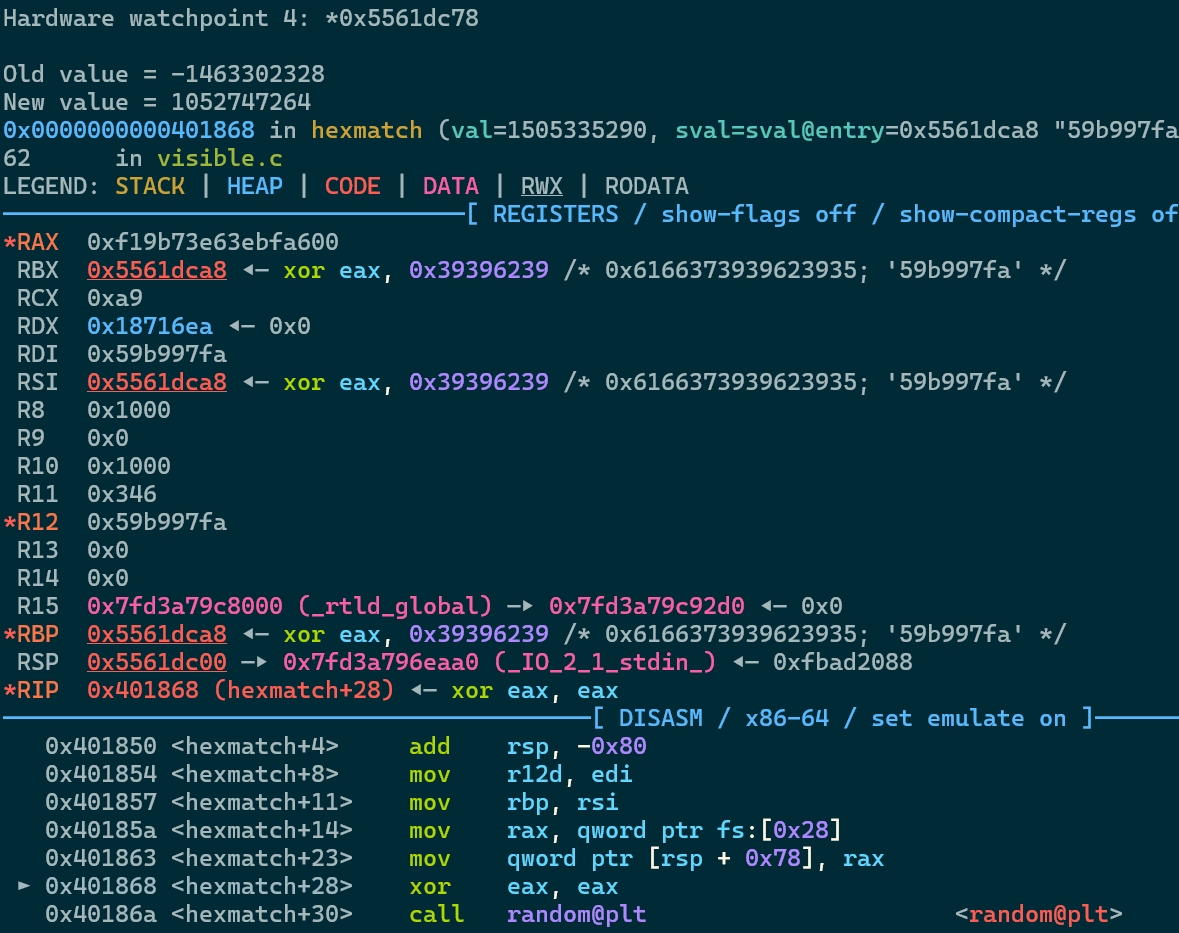 Hardware watchpoint 4: *0x5561dc78
Old value = -1463302328
New value = 1052747264
0x0000000000401868 in hexmatch (val=1505335290, sval=sval@entry=0x5561dca8 "59b997fa
62      in visible.c
LEGEND: STACK | HEAP | CODE | DATA | RWX | RODATA
[ REGISTERS / show-flags off / show-compact-regs of
*RAX  0xf19b73e63ebfa600
 RBX  0x5561dca8 ◂— xor eax, 0x39396239 /* 0x6166373939623935; '59b997fa' */
 RCX  0xa9
 RDX  0x18716ea ◂— 0x0
 RDI  0x59b997fa
 RSI  0x5561dca8 ◂— xor eax, 0x39396239 /* 0x6166373939623935; '59b997fa' */
 R8   0x1000
 R9   0x0
 R10  0x1000
 R11  0x346
*R12  0x59b997fa
 R13  0x0
 R14  0x0
 R15  0x7fd3a79c8000 (_rtld_global) —▸ 0x7fd3a79c92d0 ◂— 0x0
*RBP  0x5561dca8 ◂— xor eax, 0x39396239 /* 0x6166373939623935; '59b997fa' */
 RSP  0x5561dc00 —▸ 0x7fd3a796eaa0 (_IO_2_1_stdin_) ◂— 0xfbad2088
*RIP  0x401868 (hexmatch+28) ◂— xor eax, eax
[ DISASM / x86-64 / set emulate on ]
   0x401850 <hexmatch+4>     add    rsp, -0x80
   0x401854 <hexmatch+8>     mov    r12d, edi
   0x401857 <hexmatch+11>    mov    rbp, rsi
   0x40185a <hexmatch+14>    mov    rax, qword ptr fs:[0x28]
   0x401863 <hexmatch+23>    mov    qword ptr [rsp + 0x78], rax
 ► 0x401868 <hexmatch+28>    xor    eax, eax
   0x40186a <hexmatch+30>    call   random@plt                      <random@plt>